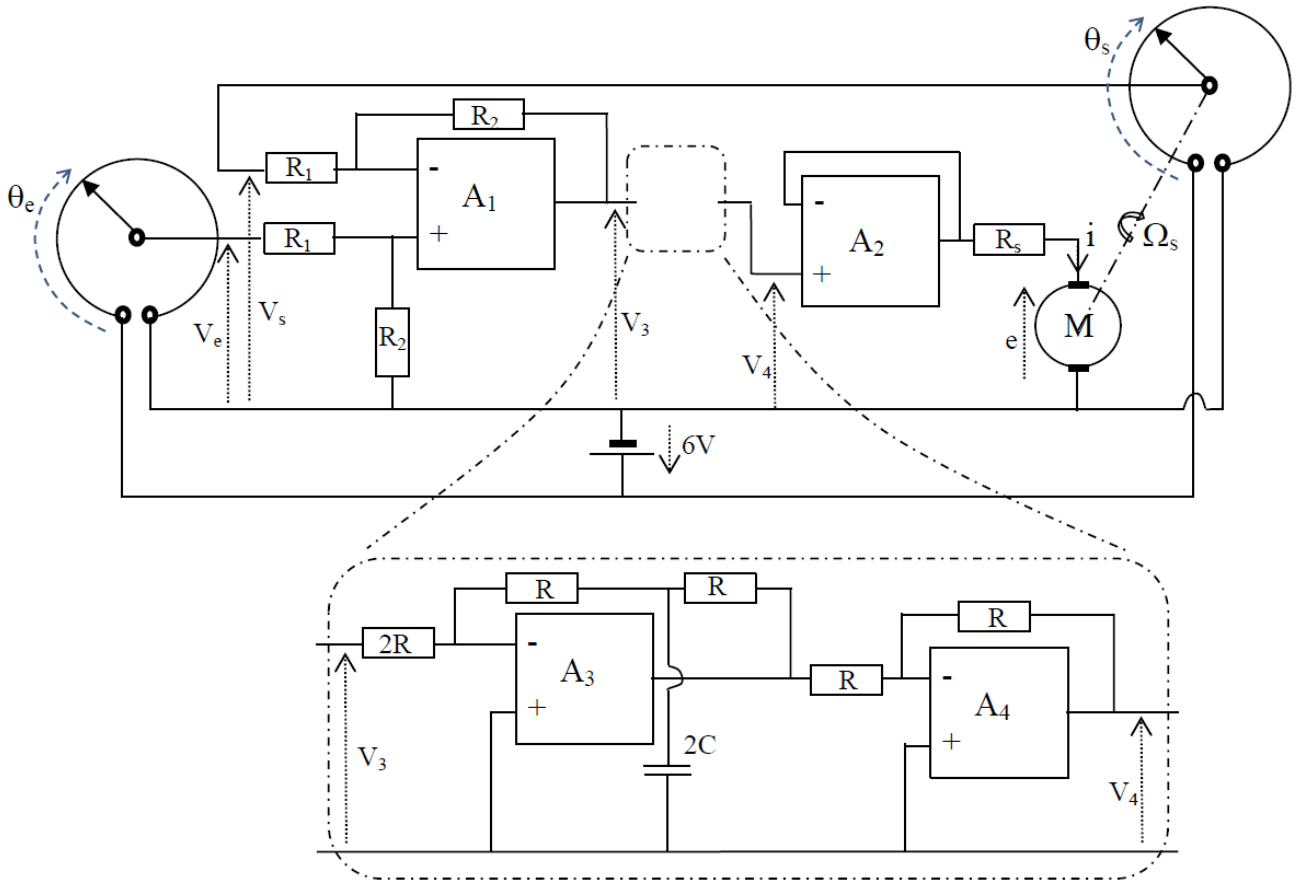 θs
R2
R1
-
A1
+
θe
R1
-
A2
+
Rs
i
Ωs
Vs
Ve
R2
V3
V4
e
M
6V
R
R
2R
-
A3
+
R
R
-
A4
+
2C
V3
V4